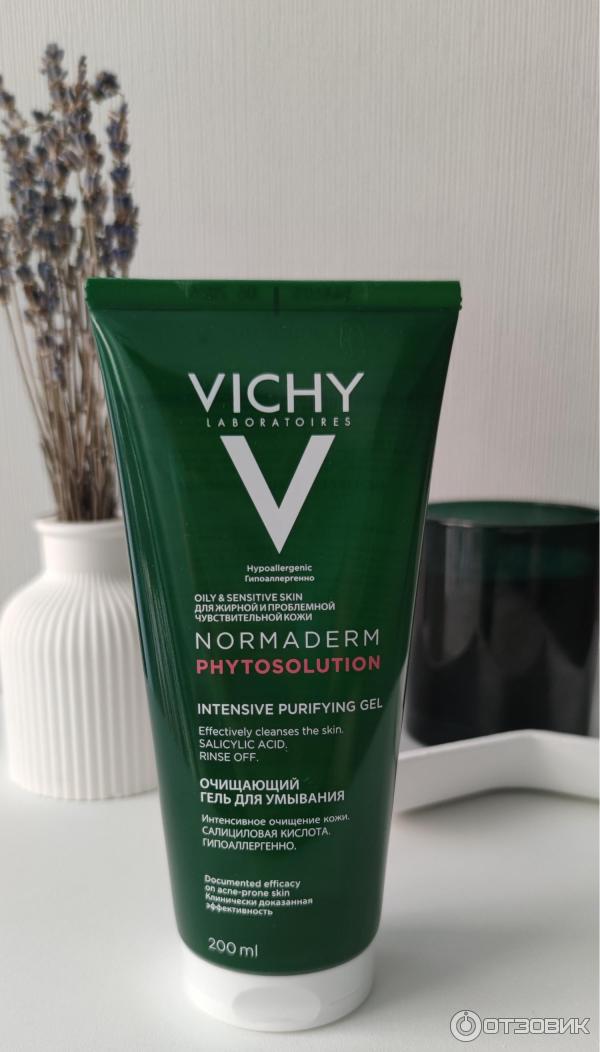 VICHY
LABORATOIRES
V
Hypoallergenic
Гипоаллергенно
OILY & SENSITIVE SKIN
ДЛЯ ЖИРНОЙ И ПРОБЛЕМНОЙ
ЧУВСТВИТЕЛЬНОЙ КОЖИ
NORMADERM
PHYTOSOLUTION
INTENSIVE PURIFYING GEL
Effectively cleanses the skin.
SALICYLIC ACID.
RINSE OFF.
ОЧИЩАЮЩИЙ
ГЕЛЬ ДЛЯ УМЫВАНИЯ
Интенсивное очищение кожи.
САЛИЦИЛОВАЯ КИСЛОТА.
ГИПОАЛЛЕРГЕННО.
Documented efficacy
on acne-prone skin
Клинически доказанная
эффективность
200 ml
ОТЗОВИК